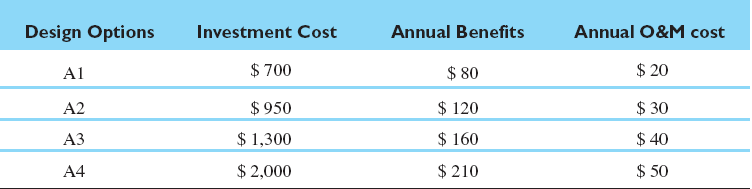 Design Options Investment Cost Annual Benefits Annual O&M cost
A1 $ 700 $ 80 $ 20
A2 $ 950 $ 120 $ 30
A3 $ 1,300 $ 160 $ 40
A4 $ 2,000 $ 210 $ 50